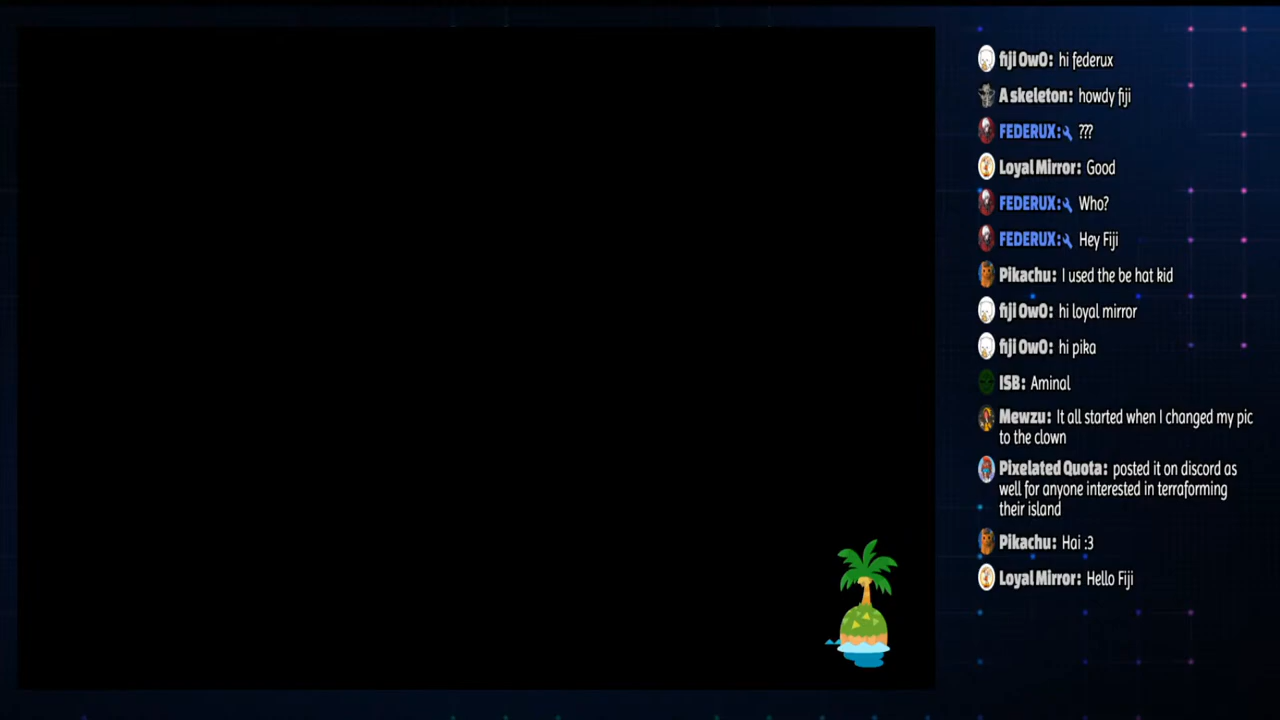 fiji OwO: hi federux
A skeleton: howdy fiji
FEDERUX: ???
Loyal Mirror: Good
FEDERUX: Who?
FEDERUX: Hey Fiji
Pikachu: I used the be hat kid
fiji OwO: hi loyal mirror
fiji OwO: hi pika
ISB: Aminal
Mewzu: It all started when I changed my pic
to the clown
Pixelated Quota: posted it on discord as
well for anyone interested in terraforming
their island
Pikachu: Hai :3
Loyal Mirror: Hello Fiji